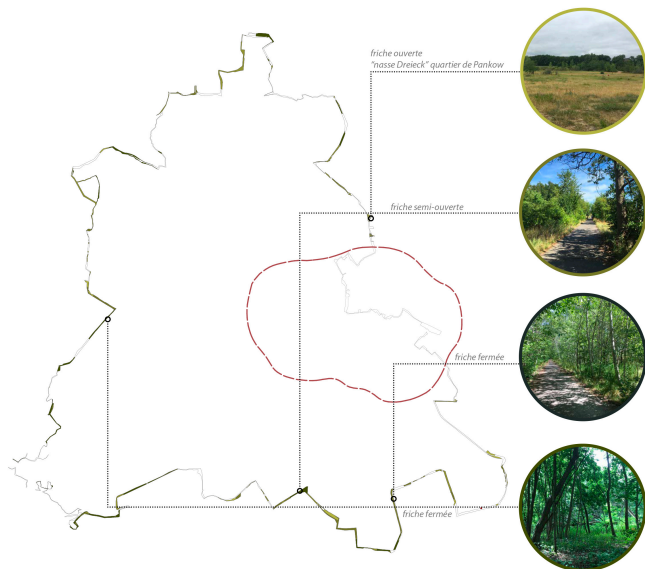 friche ouverte
"nasse Dreieck" quartier de Pankow
friche semi-ouverte
friche fermée
friche fermée